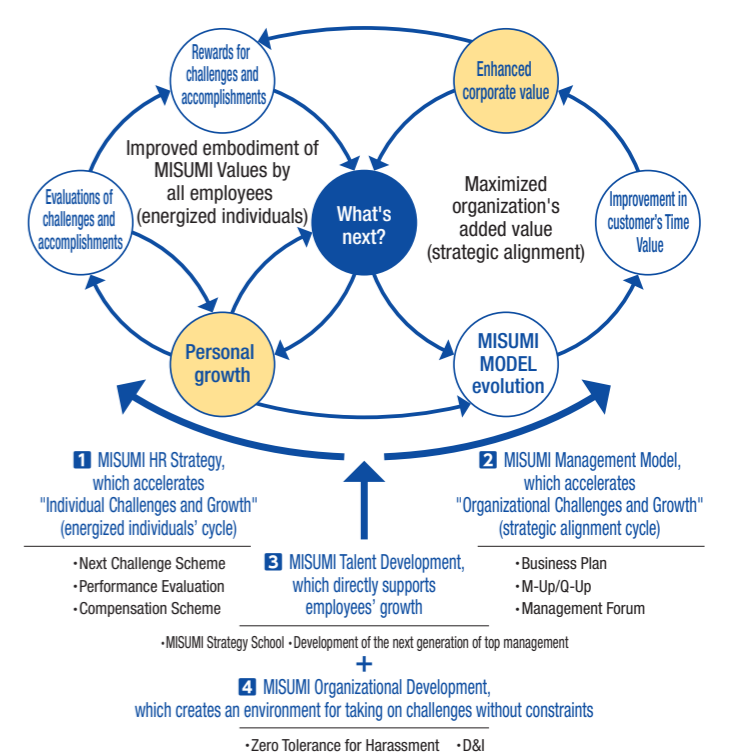 Rewards for
challenges and
accomplishments
Enhanced
corporate value
Improved embodiment of
MISUMI Values by
all employees
(energized individuals)
Evaluations of
challenges and
accomplishments
What's
next?
Maximized
organization's
added value
(strategic alignment)
Improvement in
customer's Time
Value
Personal
growth
MISUMI
MODEL
evolution
1 MISUMI HR Strategy,
which accelerates
"Individual Challenges and Growth"
(energized individuals' cycle)
・Next Challenge Scheme
・Performance Evaluation
・Compensation Scheme
2 MISUMI Management Model,
which accelerates
"Organizational Challenges and Growth"
(strategic alignment cycle)
・Business Plan
・M-Up/Q-Up
・Management Forum
3 MISUMI Talent Development,
which directly supports
employees' growth
・MISUMI Strategy School ・Development of the next generation of top management
+
4 MISUMI Organizational Development,
which creates an environment for taking on challenges without constraints
・Zero Tolerance for Harassment ・D&I